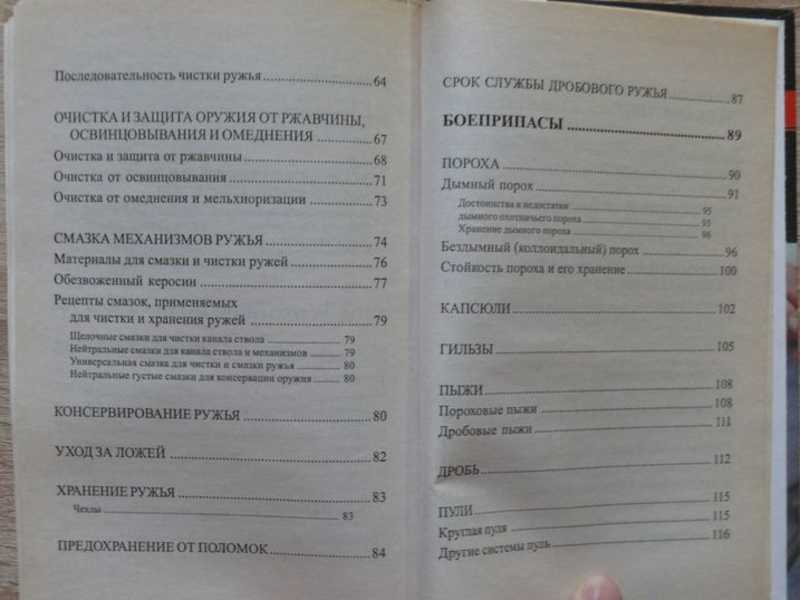 Последовательность чистки ружья 64
ОЧИСТКА И ЗАЩИТА ОРУЖИЯ ОТ РЖАВЧИНЫ,
ОСВИНЦОВЫВАНИЯ И ОМЕДНЕНИЯ 67
Очистка и защита от ржавчины 68
Очистка от освинцовывания 71
Очистка от омеднения и мельхиоризации 73
СМАЗКА МЕХАНИЗМОВ РУЖЬЯ 74
Материалы для смазки и чистки ружей 76
Обезвоженный керосин 77
Рецепты смазок, применяемых
для чистки и хранения ружей 79
Щелочные смазки для чистки канала ствола 79
Нейтральные смазки для канала ствола и механизмов 79
Универсальная смазка для чистки и смазки ружья 80
Нейтральные густые смазки для консервации оружия 80
КОНСЕРВИРОВАНИЕ РУЖЬЯ 80
УХОД ЗА ЛОЖЕЙ 82
ХРАНЕНИЕ РУЖЬЯ 83
Чехлы 83
ПРЕДОХРАНЕНИЕ ОТ ПОЛОМОК 84
СРОК СЛУЖБЫ ДРОБОВОГО РУЖЬЯ 87
БОЕПРИПАСЫ 89
ПОРОХА 90
Дымный порох 91
Достоинства и недостатки 95
дымного охотничьего пороха 95
Хранение дымного пороха 96
Бездымный (коллоидальный) порох 96
Стойкость пороха и его хранение 100
КАПСЮЛИ 102
ГИЛЬЗЫ 105
ПЫЖИ 108
Пороховые пыжи 108
Дробовые пыжи 111
ДРОБЬ 112
ПУЛИ 115
Круглая пуля 115
Другие системы пуль 116